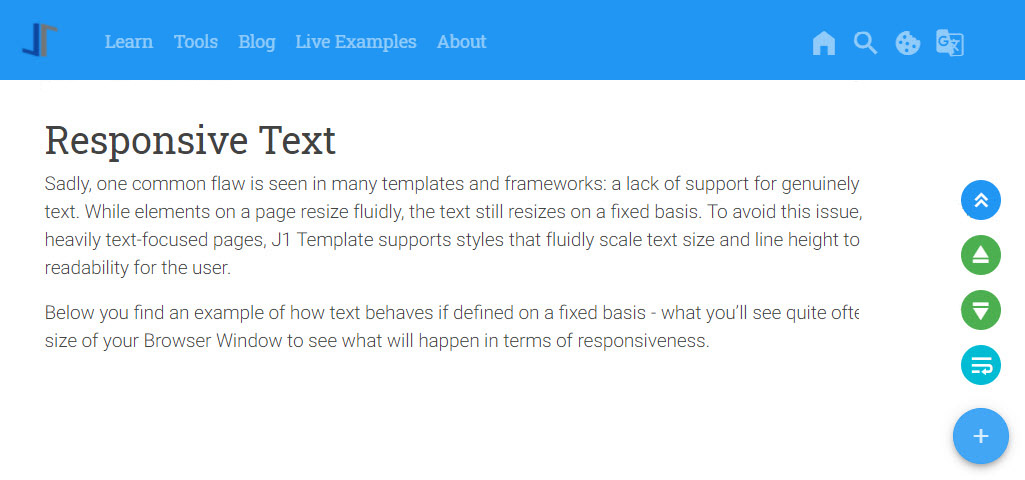 Learn Tools Blog Live Examples About
Responsive Text
Sadly, one common flaw is seen in many templates and frameworks: a lack of support for genuinely
text. While elements on a page resize fluidly, the text still resizes on a fixed basis. To avoid this issue,
heavily text-focused pages, J1 Template supports styles that fluidly scale text size and line height to
readability for the user.
Below you find an example of how text behaves if defined on a fixed basis - what you’ll see quite ofte
size of your Browser Window to see what will happen in terms of responsiveness.